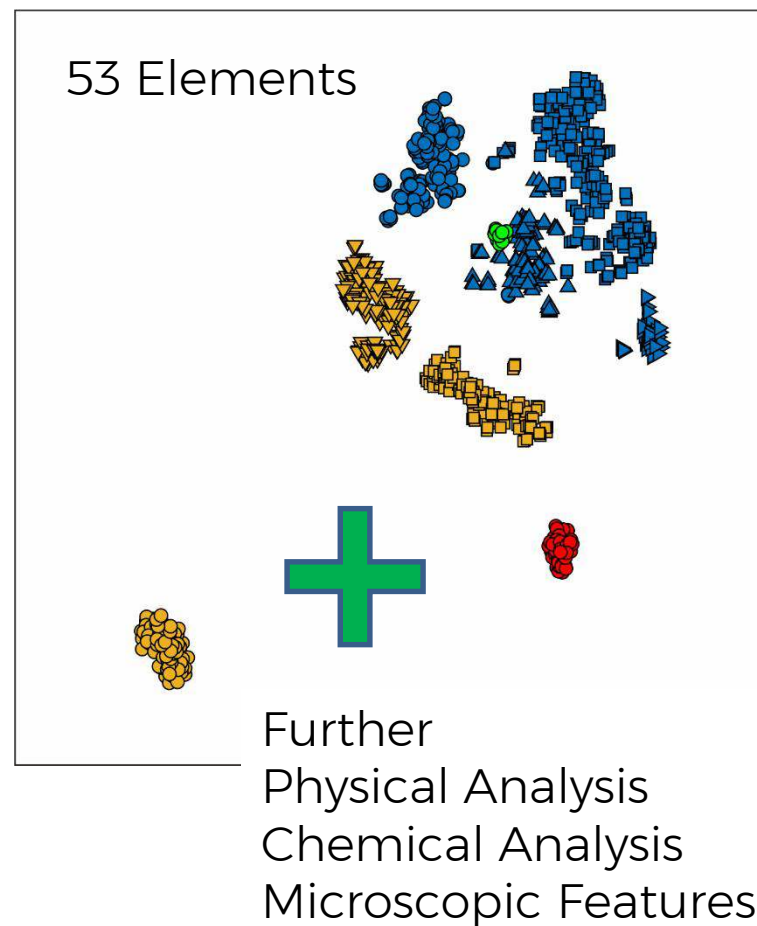 53 Elements
Further
Physical Analysis
Chemical Analysis
Microscopic Features